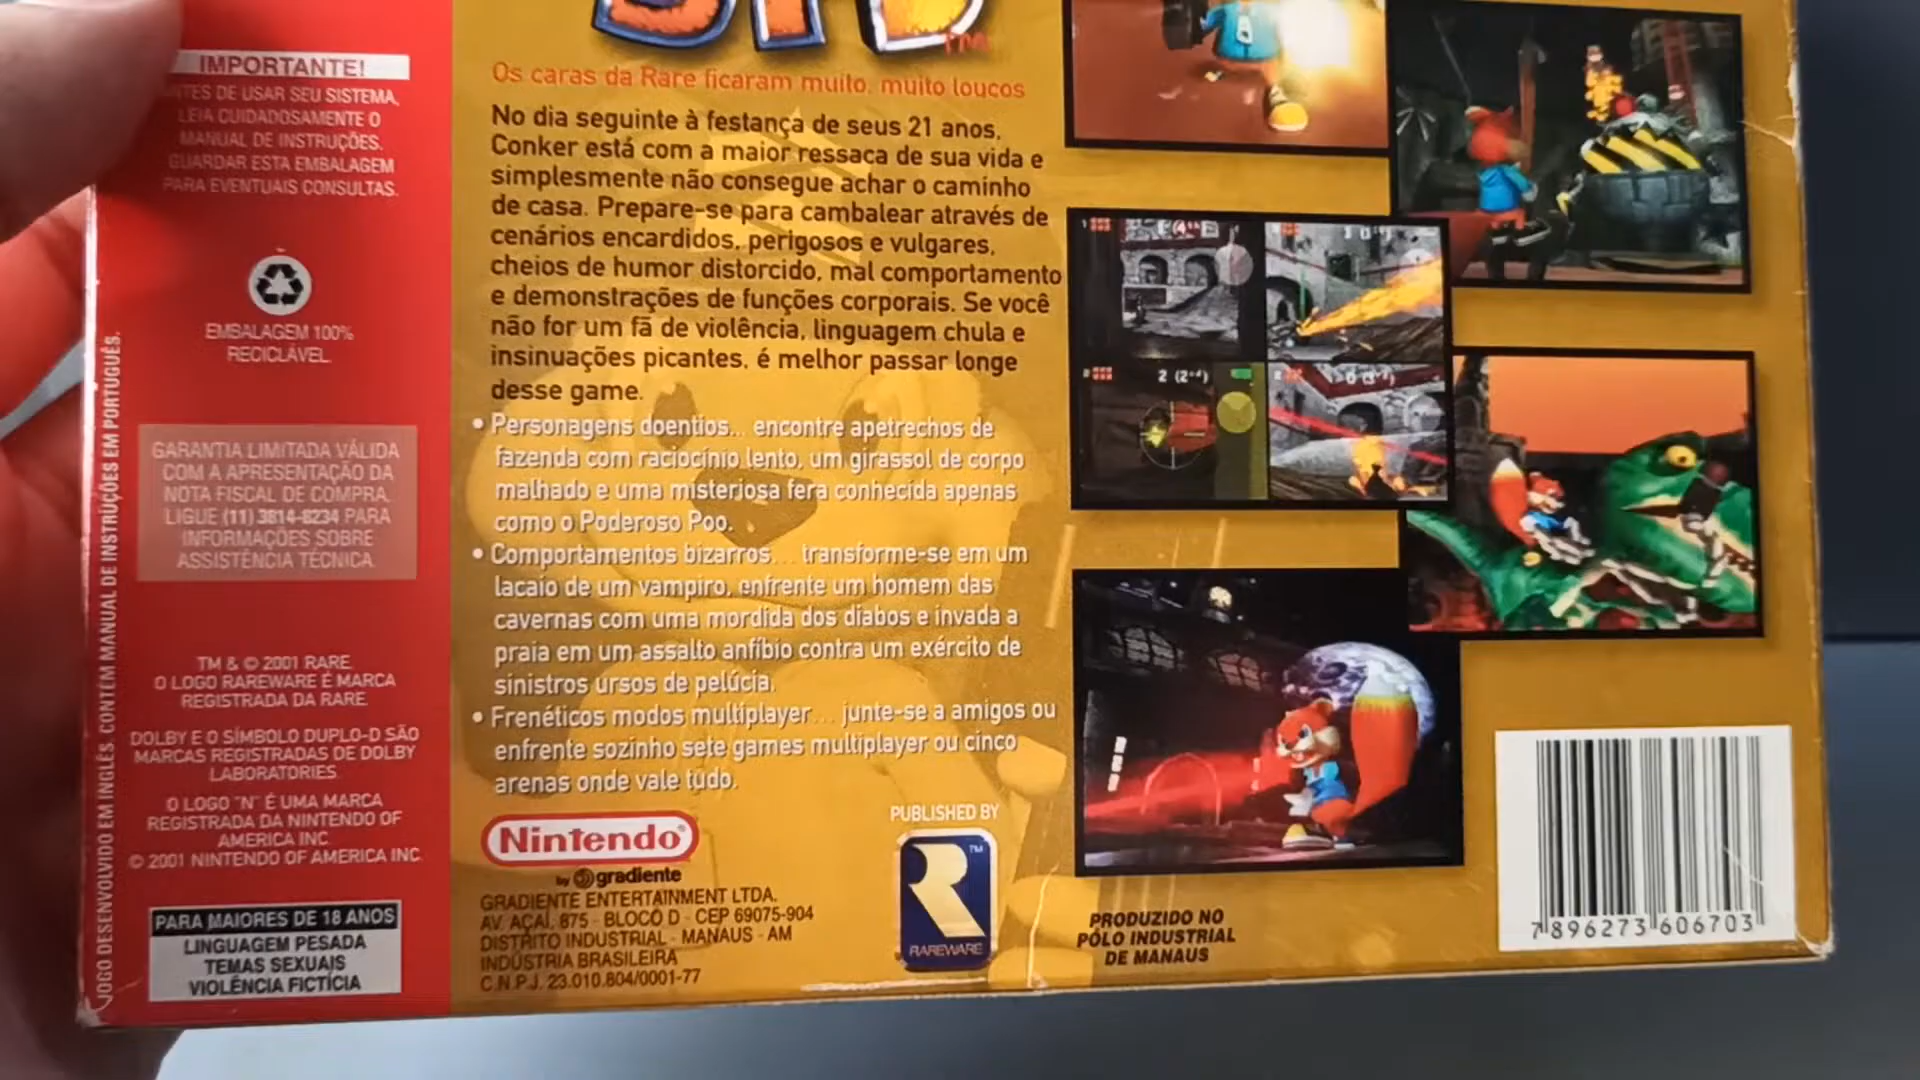 IMPORTANTE!
ANTES DE USAR SEU SISTEMA,
LEIA CUIDADOSAMENTE O
MANUAL DE INSTRUÇÕES.
GUARDAR ESTA EMBALAGEM
PARA EVENTUAIS CONSULTAS.
EMBALAGEM 100%
RECICLÁVEL.
JOGO DESENVOLVIDO EM INGLÊS. CONTÉM MANUAL DE INSTRUÇÕES EM PORTUGUÊS.
GARANTIA LIMITADA VÁLIDA
COM A APRESENTAÇÃO DA
NOTA FISCAL DE COMPRA.
LIGUE (11) 3814-8234 PARA
INFORMAÇÕES SOBRE
ASSISTÊNCIA TÉCNICA
TM & © 2001 RARE.
O LOGO RAREWARE É MARCA
REGISTRADA DA RARE
DOLBY E O SÍMBOLO DUPLO-D SÃO
MARCAS REGISTRADAS DE DOLBY
LABORATORIES
O LOGO "N" É UMA MARCA
REGISTRADA DA NINTENDO OF
AMERICA INC.
© 2001 NINTENDO OF AMERICA INC.
PARA MAIORES DE 18 ANOS
LINGUAGEM PESADA
TEMAS SEXUAIS
VIOLÊNCIA FICTÍCIA
TM
Os caras da Rare ficaram muito, muito loucos
No dia seguinte à festança de seus 21 anos,
Conker está com a maior ressaca de sua vida e
simplesmente não consegue achar o caminho
de casa. Prepare-se para cambalear através de
cenários encardidos, perigosos e vulgares,
cheios de humor distorcido, mal comportamento
e demonstrações de funções corporais. Se você
não for um fã de violência, linguagem chula e
insinuações picantes, é melhor passar longe
desse game.
• Personagens doentios... encontre apetrechos de
fazenda com raciocínio lento, um girassol de corpo
malhado e uma misteriosa fera conhecida apenas
como o Poderoso Poo.
• Comportamentos bizarros... transforme-se em um
lacaio de um vampiro, enfrente um homem das
cavernas com uma mordida dos diabos e invada a
praia em um assalto anfíbio contra um exército de
sinistros ursos de pelúcia.
• Frenéticos modos multiplayer... junte-se a amigos ou
enfrente sozinho sete games multiplayer ou cinco
arenas onde vale tudo.
Nintendo®
by gradiente
GRADIENTE ENTERTAINMENT LTDA.
AV. AÇAÍ, 875 - BLOCO D - CEP 69075-904
DISTRITO INDUSTRIAL - MANAUS - AM
INDÚSTRIA BRASILEIRA
C.N.P.J. 23.010.804/0001-77
PUBLISHED BY
R TM
RAREWARE
PRODUZIDO NO
PÓLO INDUSTRIAL
DE MANAUS
2 (2nd)
7 896273 606703